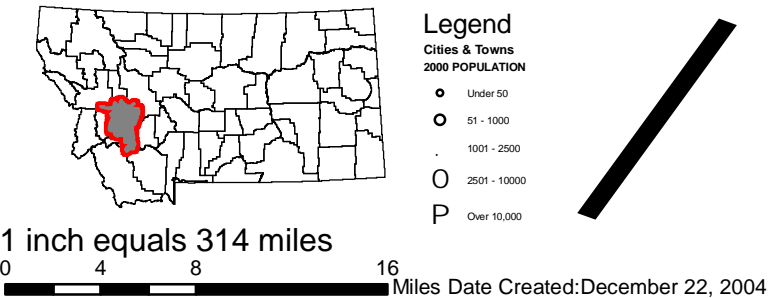 Legend
Cities & Towns
2000 POPULATION
Under 50
51 - 1000
. 1001 - 2500
O 2501 - 10000
P Over 10,000
1 inch equals 314 miles
0 4 8 16
Miles Date Created:December 22, 2004